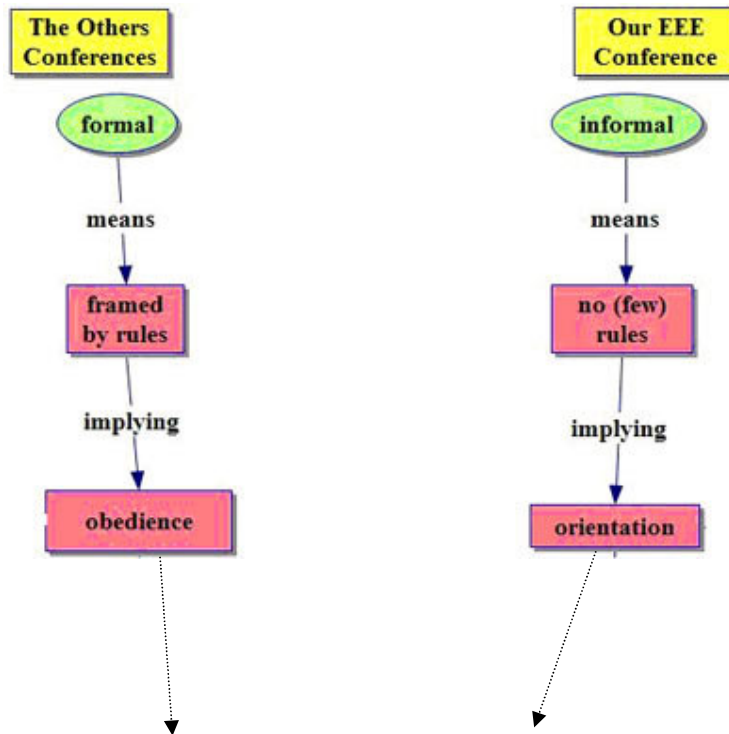 The Others
Conferences
formal
means
framed
by rules
implying
obedience
Our EEE
Conference
informal
means
no (few)
rules
implying
orientation